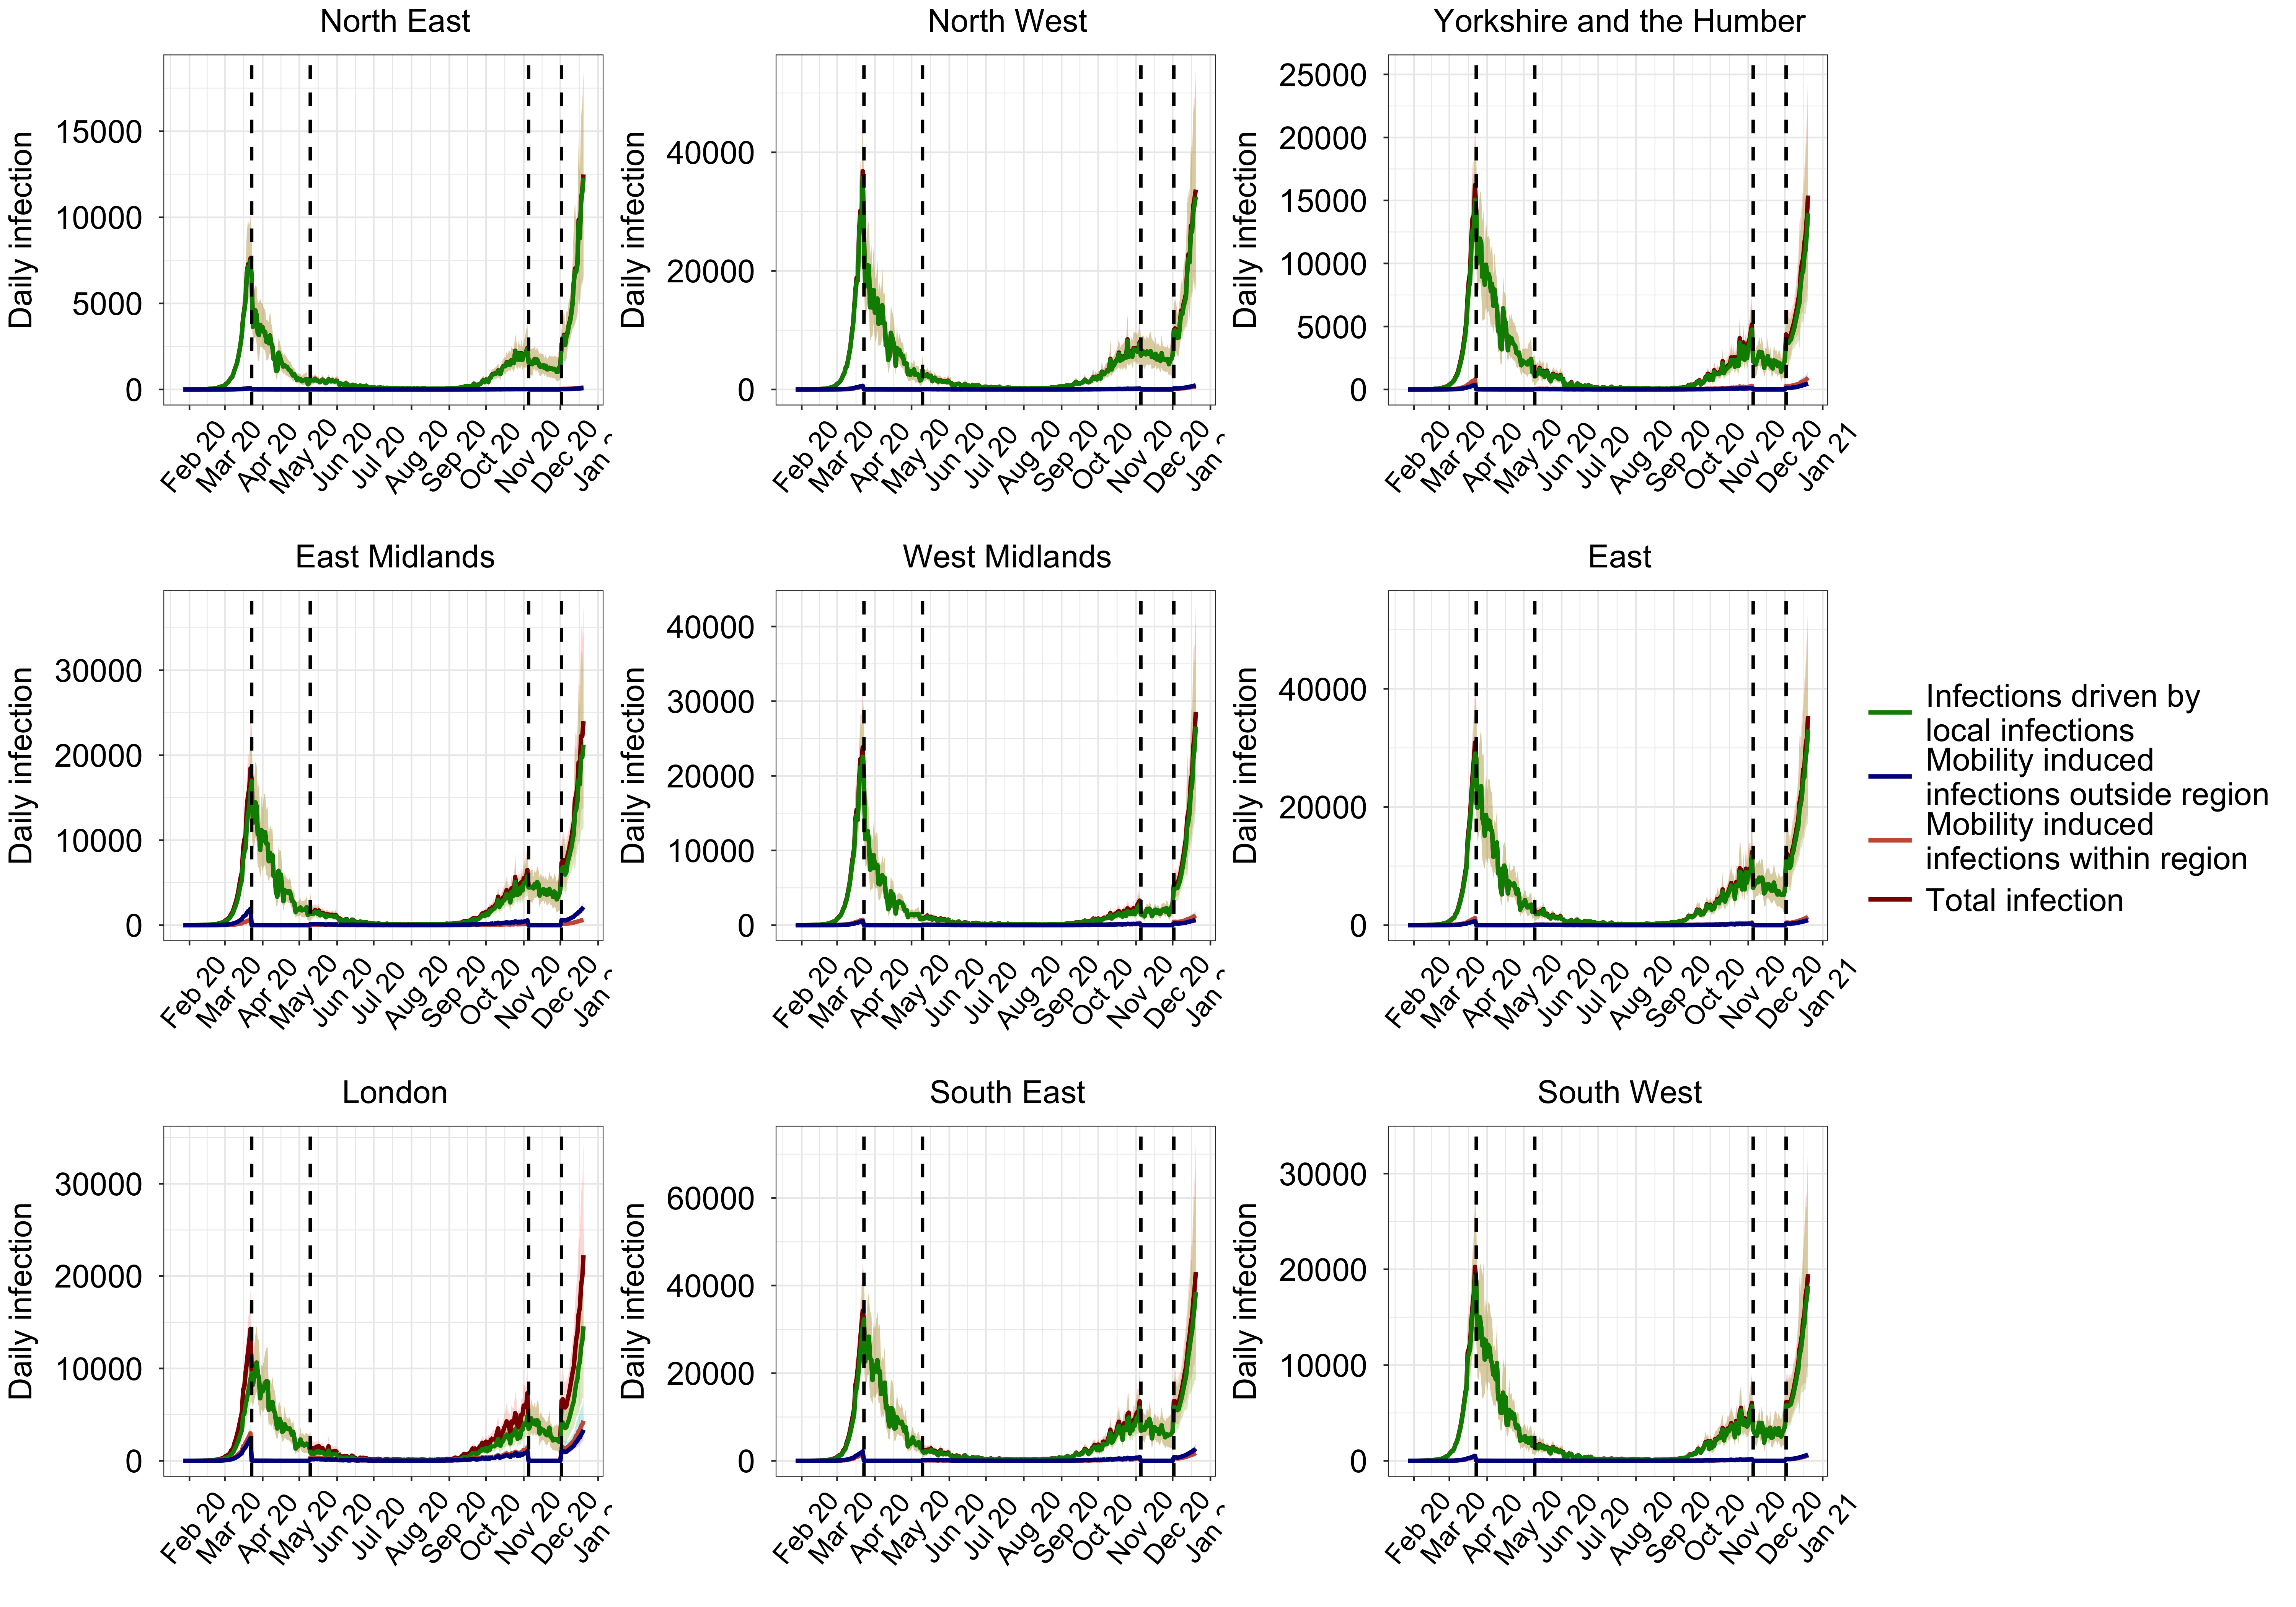 North East
North West
Yorkshire and the Humber
Daily infection
15000
10000
5000
0
Feb 20
Mar 20
Apr 20
May 20
Jun 20
Jul 20
Aug 20
Sep 20
Oct 20
Nov 20
Dec 20
Jan
Daily infection
40000
20000
0
Feb 20
Mar 20
Apr 20
May 20
Jun 20
Jul 20
Aug 20
Sep 20
Oct 20
Nov 20
Dec 20
Jan
Daily infection
25000
20000
15000
10000
5000
0
Feb 20
Mar 20
Apr 20
May 20
Jun 20
Jul 20
Aug 20
Sep 20
Oct 20
Nov 20
Dec 20
Jan 21
East Midlands
West Midlands
East
Daily infection
30000
20000
10000
0
Feb 20
Mar 20
Apr 20
May 20
Jun 20
Jul 20
Aug 20
Sep 20
Oct 20
Nov 20
Dec 20
Jan
Daily infection
40000
30000
20000
10000
0
Feb 20
Mar 20
Apr 20
May 20
Jun 20
Jul 20
Aug 20
Sep 20
Oct 20
Nov 20
Dec 20
Jan
Daily infection
40000
20000
0
Feb 20
Mar 20
Apr 20
May 20
Jun 20
Jul 20
Aug 20
Sep 20
Oct 20
Nov 20
Dec 20
Jan 21
Infections driven by
local infections
Mobility induced
infections outside region
Mobility induced
infections within region
Total infection
London
South East
South West
Daily infection
30000
20000
10000
0
Feb 20
Mar 20
Apr 20
May 20
Jun 20
Jul 20
Aug 20
Sep 20
Oct 20
Nov 20
Dec 20
Jan
Daily infection
60000
40000
20000
0
Feb 20
Mar 20
Apr 20
May 20
Jun 20
Jul 20
Aug 20
Sep 20
Oct 20
Nov 20
Dec 20
Jan
Daily infection
30000
20000
10000
0
Feb 20
Mar 20
Apr 20
May 20
Jun 20
Jul 20
Aug 20
Sep 20
Oct 20
Nov 20
Dec 20
Jan 21